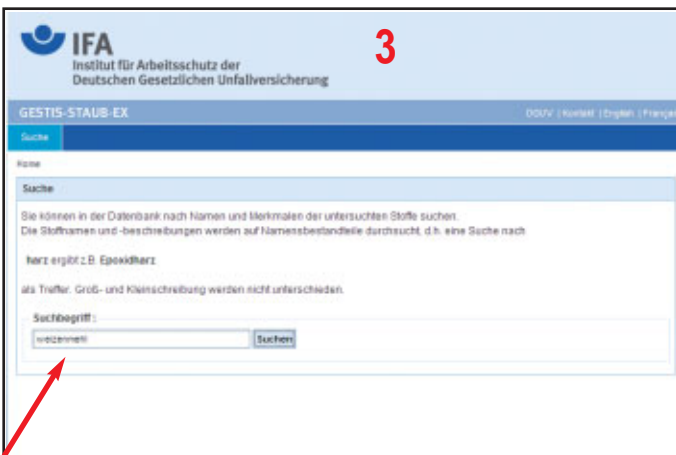 IFA
Institut für Arbeitsschutz der
Deutschen Gesetzlichen Unfallversicherung
3
GESTIS-STAUB-EX
DGUV | Kontakt | English | Français
Suche
Home
Suche
Sie können in der Datenbank nach Namen und Merkmalen der untersuchten Stoffe suchen.
Die Stoffnamen und -beschreibungen werden auf Namensbestandteile durchsucht, d.h. eine Suche nach
harz ergibt z.B. Epoxidharz
als Treffer. Groß- und Kleinschreibung werden nicht unterschieden.
Suchbegriff :
weizenmehl
Suchen